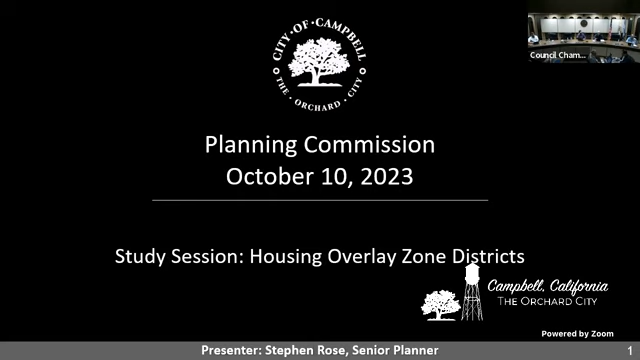 CITY·OF·CAMPBELL
·THE·ORCHARD·CITY·
Council Cham...
Planning Commission
October 10, 2023
Study Session: Housing Overlay Zone Districts
Campbell, California
THE ORCHARD CITY
Powered by Zoom
Presenter: Stephen Rose, Senior Planner
1